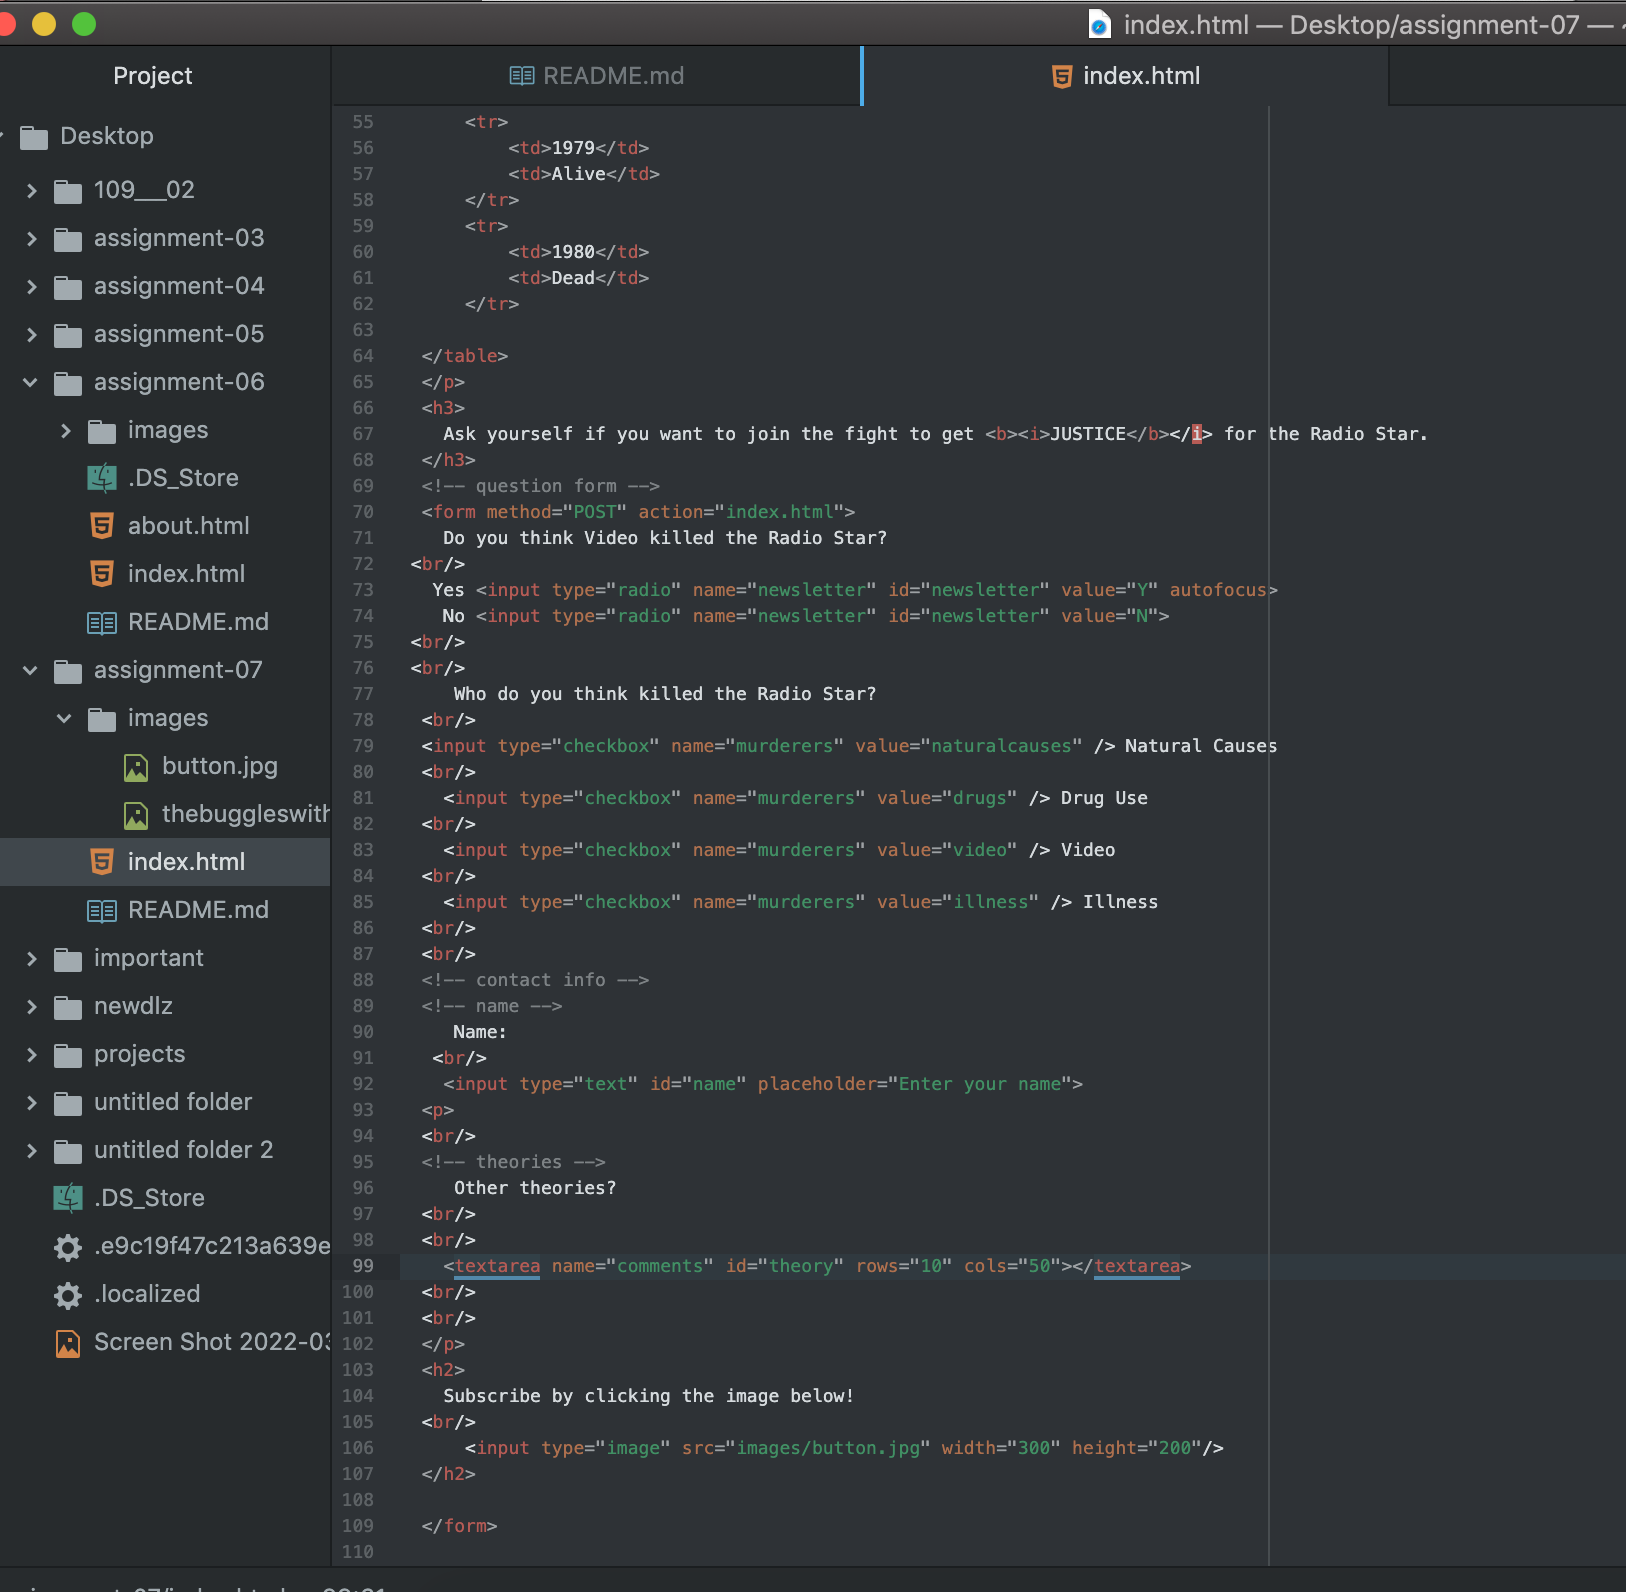 index.html — Desktop/assignment-07 —
Project
README.md
index.html
Desktop
109___02
assignment-03
assignment-04
assignment-05
assignment-06
images
.DS_Store
about.html
index.html
README.md
assignment-07
images
button.jpg
thebuggleswith
index.html
README.md
important
newdlz
projects
untitled folder
untitled folder 2
.DS_Store
.e9c19f47c213a639e
.localized
Screen Shot 2022-03
55 <tr>
56 <td>1979</td>
57 <td>Alive</td>
58 </tr>
59 <tr>
60 <td>1980</td>
61 <td>Dead</td>
62 </tr>
63
64 </table>
65 </p>
66 <h3>
67 Ask yourself if you want to join the fight to get <b><i>JUSTICE</b></i> for the Radio Star.
68 </h3>
69 <!-- question form -->
70 <form method="POST" action="index.html">
71 Do you think Video killed the Radio Star?
72 <br/>
73 Yes <input type="radio" name="newsletter" id="newsletter" value="Y" autofocus>
74 No <input type="radio" name="newsletter" id="newsletter" value="N">
75 <br/>
76 <br/>
77 Who do you think killed the Radio Star?
78 <br/>
79 <input type="checkbox" name="murderers" value="naturalcauses" /> Natural Causes
80 <br/>
81 <input type="checkbox" name="murderers" value="drugs" /> Drug Use
82 <br/>
83 <input type="checkbox" name="murderers" value="video" /> Video
84 <br/>
85 <input type="checkbox" name="murderers" value="illness" /> Illness
86 <br/>
87 <br/>
88 <!-- contact info -->
89 <!-- name -->
90 Name:
91 <br/>
92 <input type="text" id="name" placeholder="Enter your name">
93 <p>
94 <br/>
95 <!-- theories -->
96 Other theories?
97 <br/>
98 <br/>
99 <textarea name="comments" id="theory" rows="10" cols="50"></textarea>
100 <br/>
101 <br/>
102 </p>
103 <h2>
104 Subscribe by clicking the image below!
105 <br/>
106 <input type="image" src="images/button.jpg" width="300" height="200"/>
107 </h2>
108
109 </form>
110